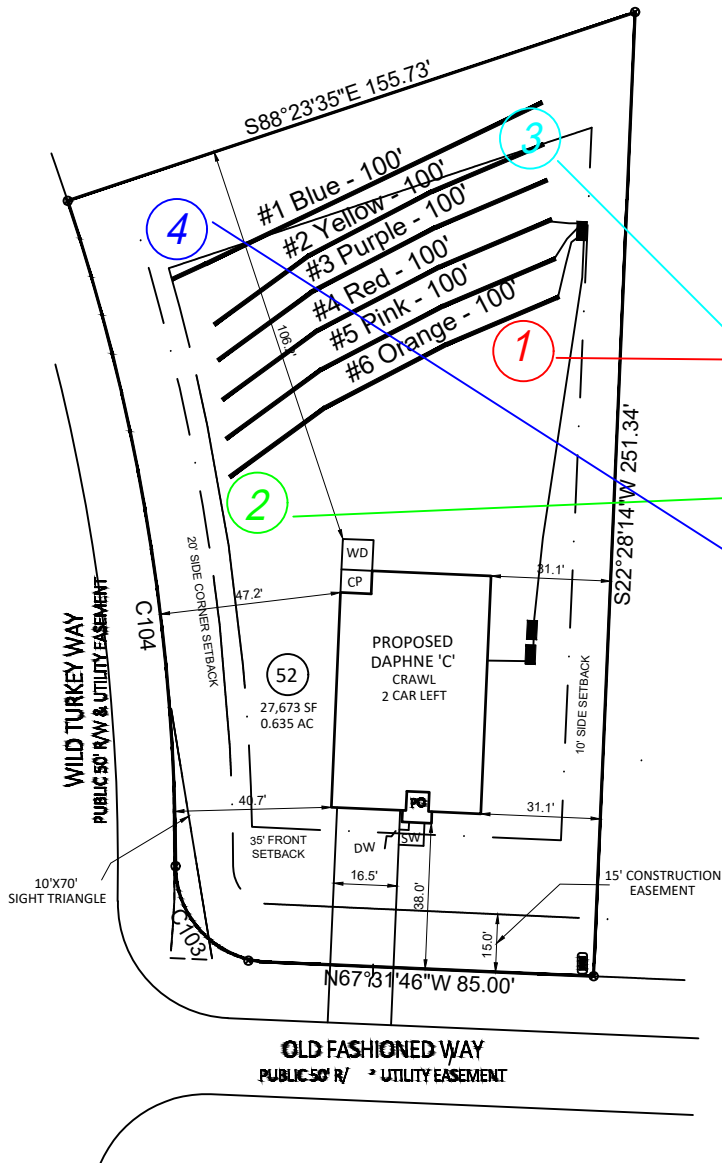 S88°23'35"E 155.73'
3
#1 Blue - 100'
#2 Yellow - 100'
4
#3 Purple - 100'
#4 Red - 100'
#5 Pink - 100'
#6 Orange - 100'
1
2
S22°28'14"W 251.34'
WD
CP
31.1'
20' SIDE CORNER SETBACK
47.2'
C104
WILD TURKEY WAY
PUBLIC 50' R/W & UTILITY EASEMENT
52
27,673 SF
0.635 AC
PROPOSED
DAPHNE 'C'
CRAWL
2 CAR LEFT
10' SIDE SETBACK
40.7'
31.1'
35' FRONT
SETBACK
DW
SW
16.5'
38.0'
10'X70'
SIGHT TRIANGLE
15' CONSTRUCTION
EASEMENT
15.0'
C103
N67°31'46"W 85.00'
OLD FASHIONED WAY
PUBLIC 50' R/ UTILITY EASEMENT